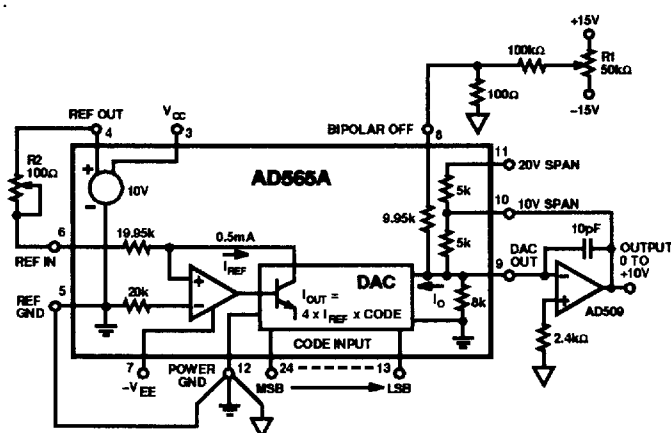 +15V
100kΩ
R1
50kΩ
100Ω
-15V
REF OUT
4
VCC
3
BIPOLAR OFF
8
R2
100Ω
+
10V
-
AD565A
11
20V SPAN
5k
10
10V SPAN
9.95k
5k
10pF
6
19.95k
0.5mA
IREF
REF IN
DAC
OUT
9
OUTPUT
0 TO
+10V
5
20k
+
-
DAC
IOUT =
4 x IREF x CODE
IO
8k
-
+
AD509
REF
GND
2.4kΩ
CODE INPUT
7
-VEE
POWER
GND
12
24
MSB
13
LSB